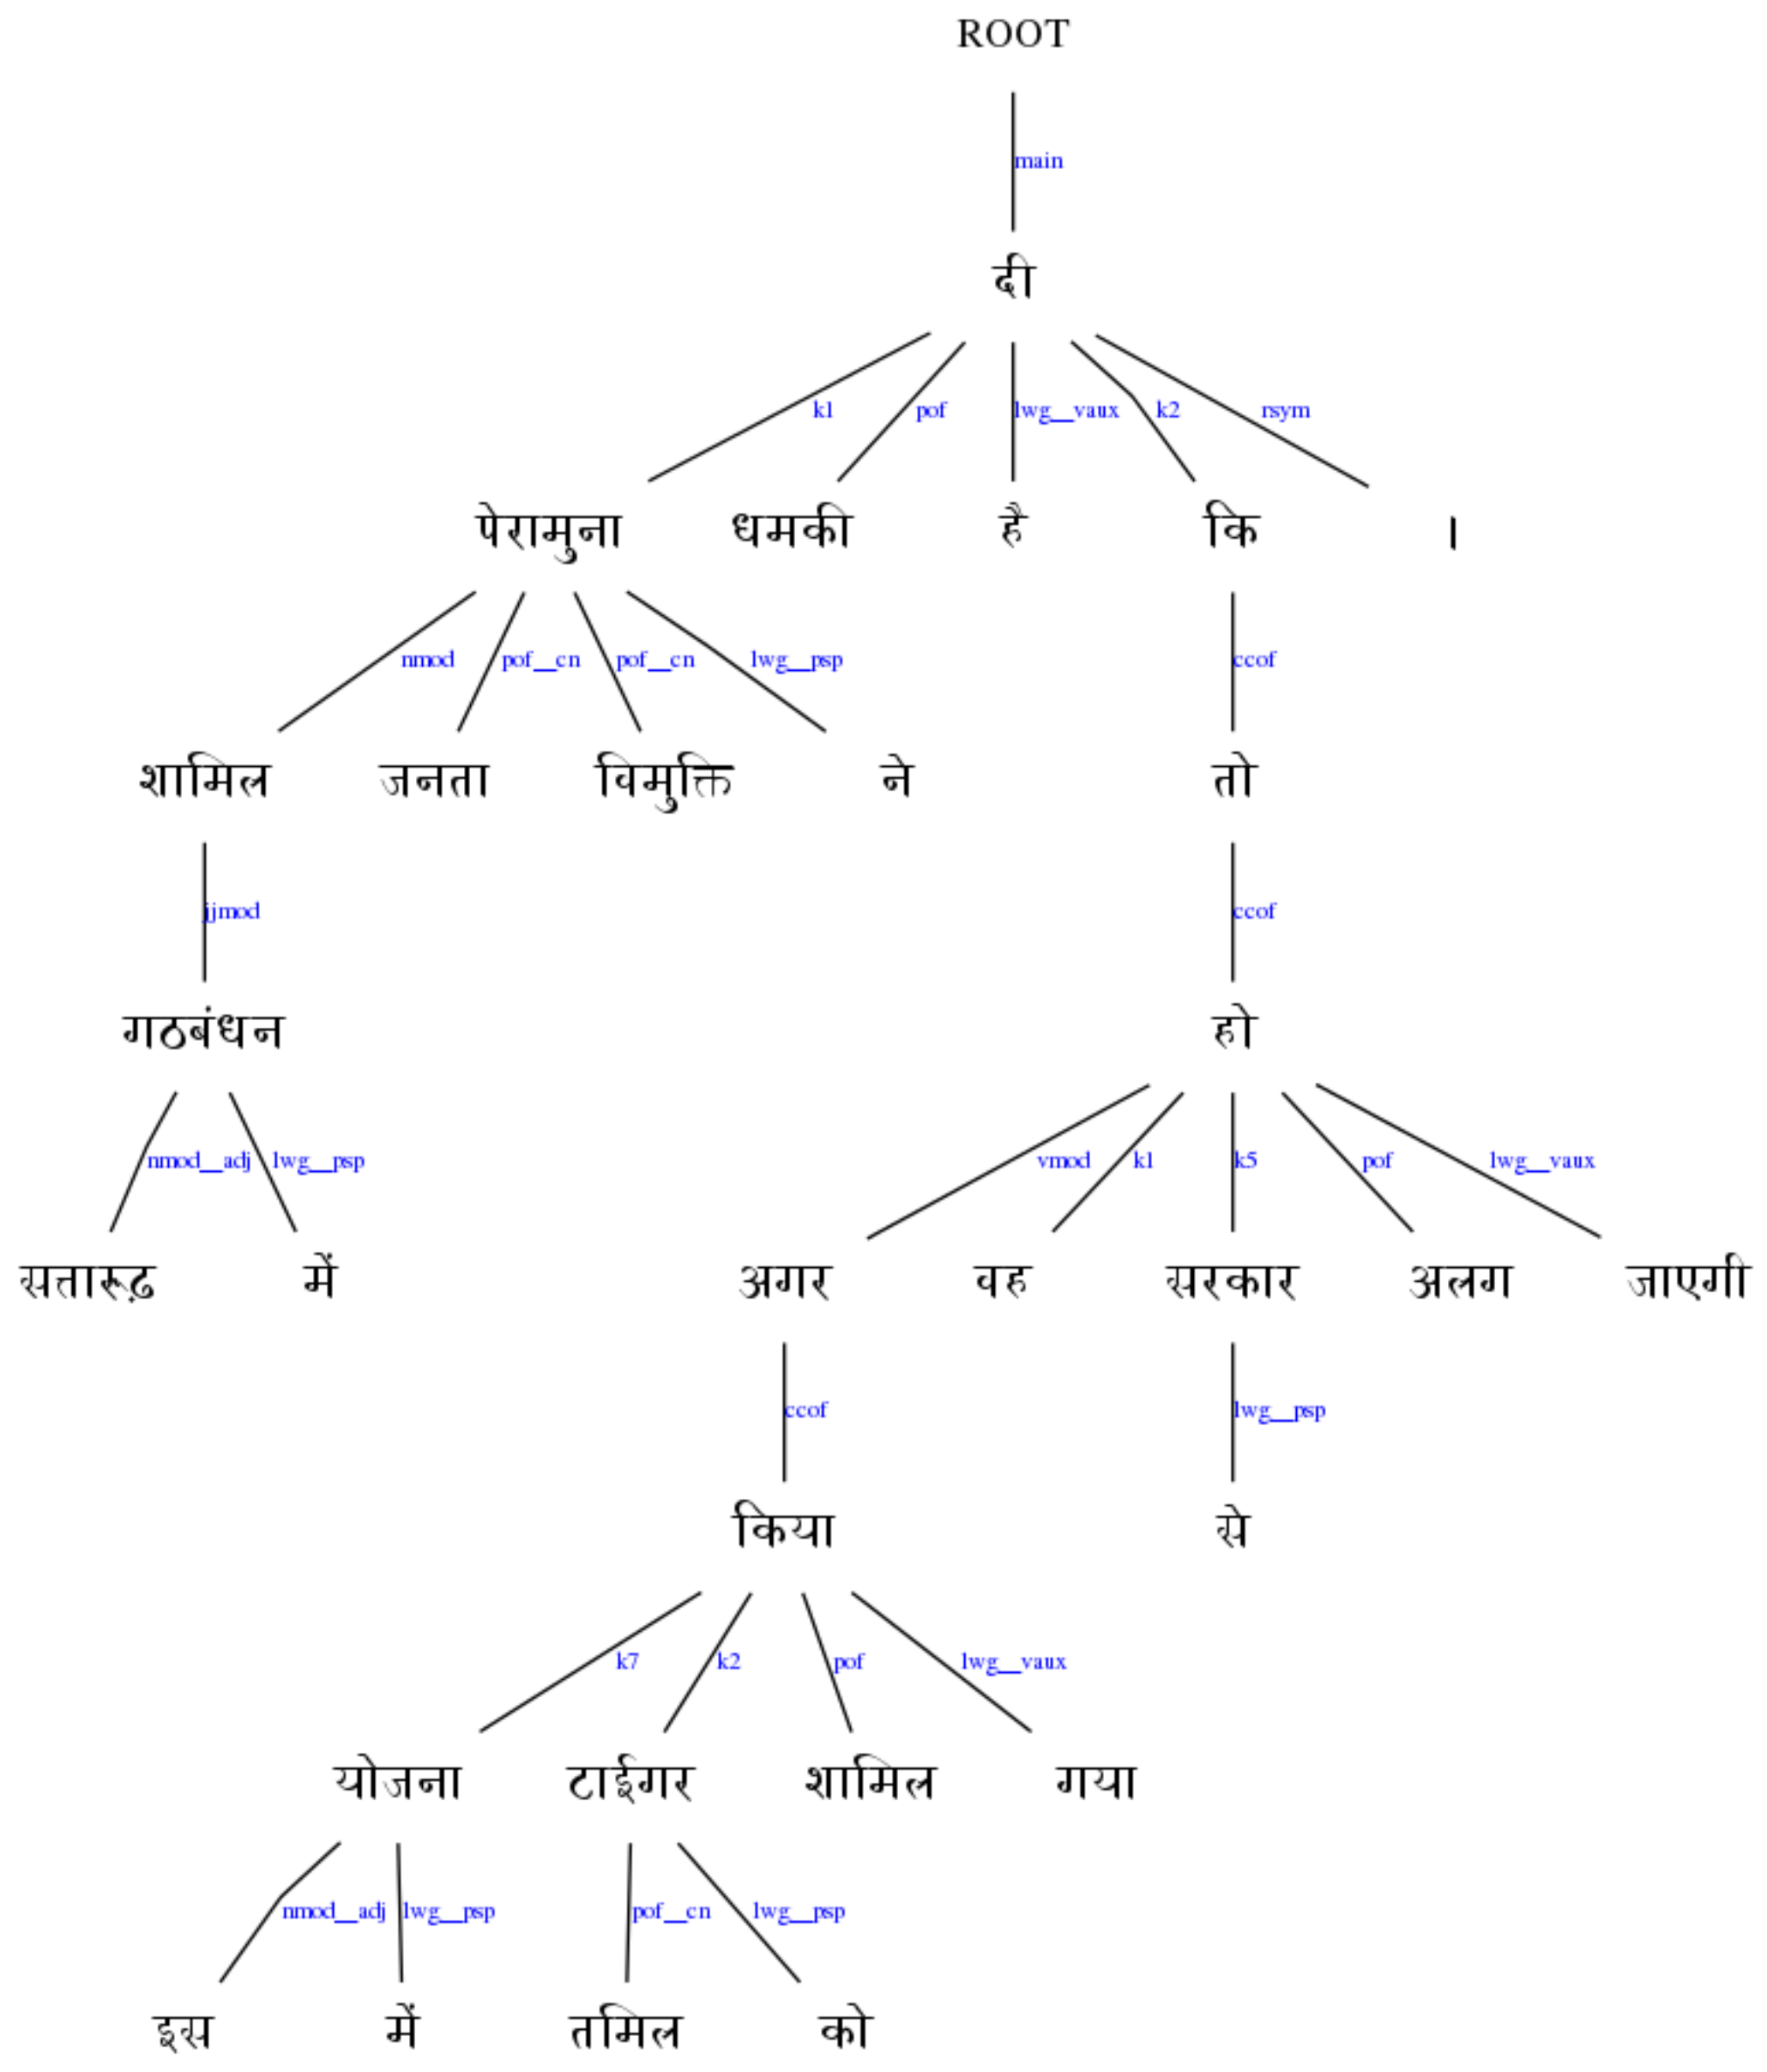 ROOT
main
दी
k1 pof lwg__vaux k2 rsym
पेरामुना धमकी है कि ।
nmod pof__cn pof__cn lwg__psp ccof
शामिल जनता विमुक्ति ने तो
jjmod ccof
गठबंधन हो
nmod__adj lwg__psp vmod k1 k5 pof lwg__vaux
सत्तारूढ़ में अगर वह सरकार अलग जाएगी
ccof lwg__psp
किया से
k7 k2 pof lwg__vaux
योजना टाईगर शामिल गया
nmod__adj lwg__psp pof__cn lwg__psp
इस में तमिल को